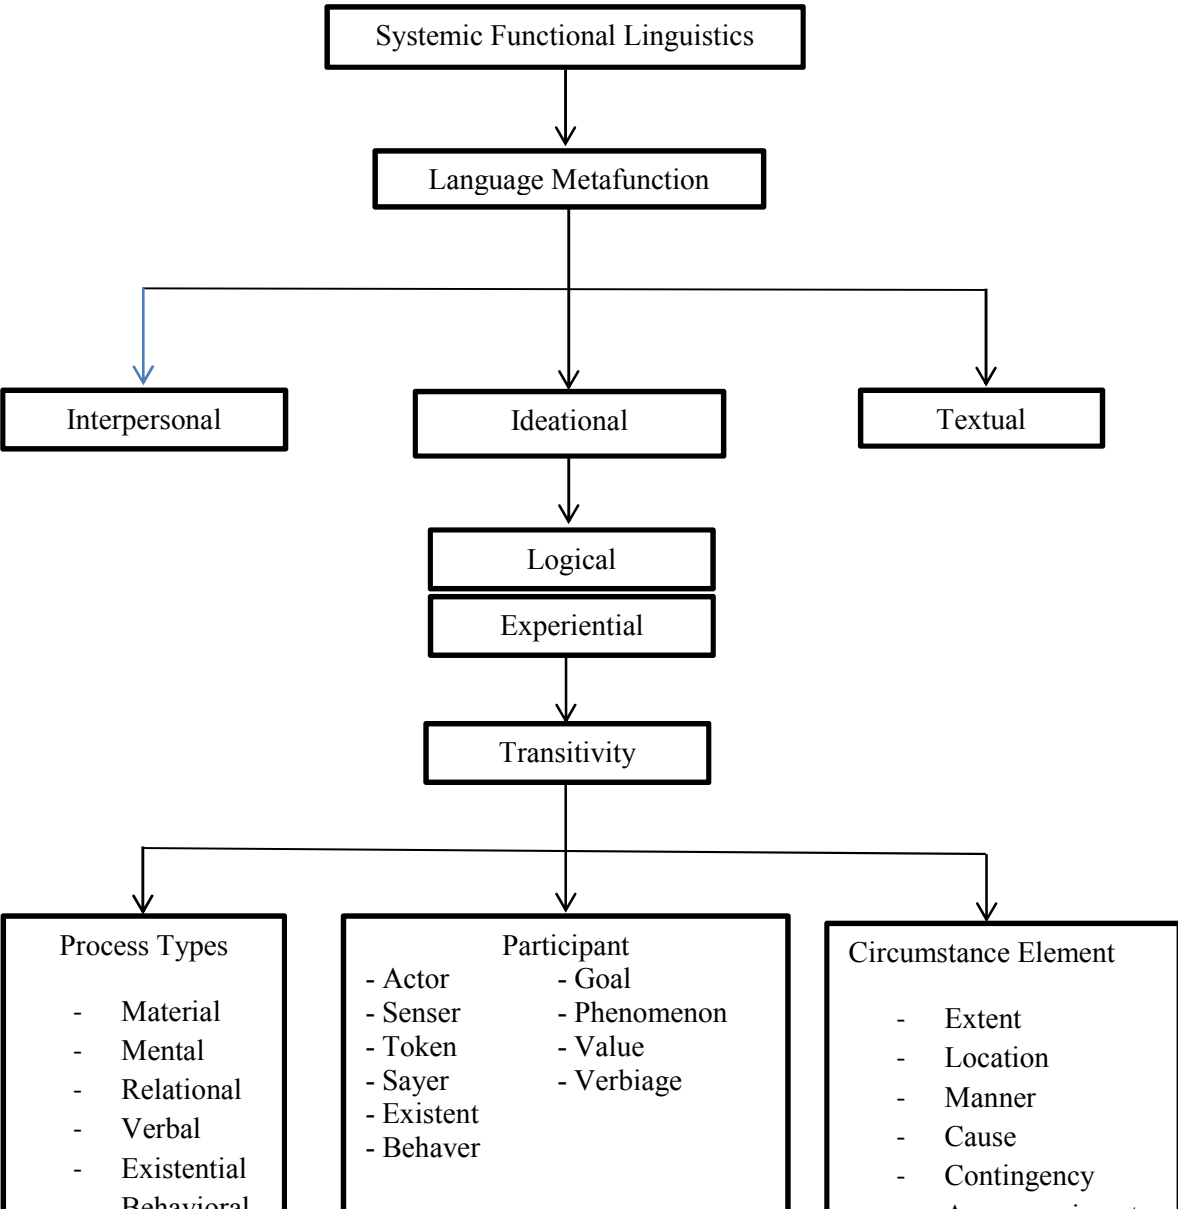 Systemic Functional Linguistics
Language Metafunction
Interpersonal
Ideational
Textual
Logical
Experiential
Transitivity
Process Types
- Material
- Mental
- Relational
- Verbal
- Existential
Behavioral
Participant
- Actor - Goal
- Senser - Phenomenon
- Token - Value
- Sayer - Verbiage
- Existent
- Behaver
Circumstance Element
- Extent
- Location
- Manner
- Cause
- Contingency